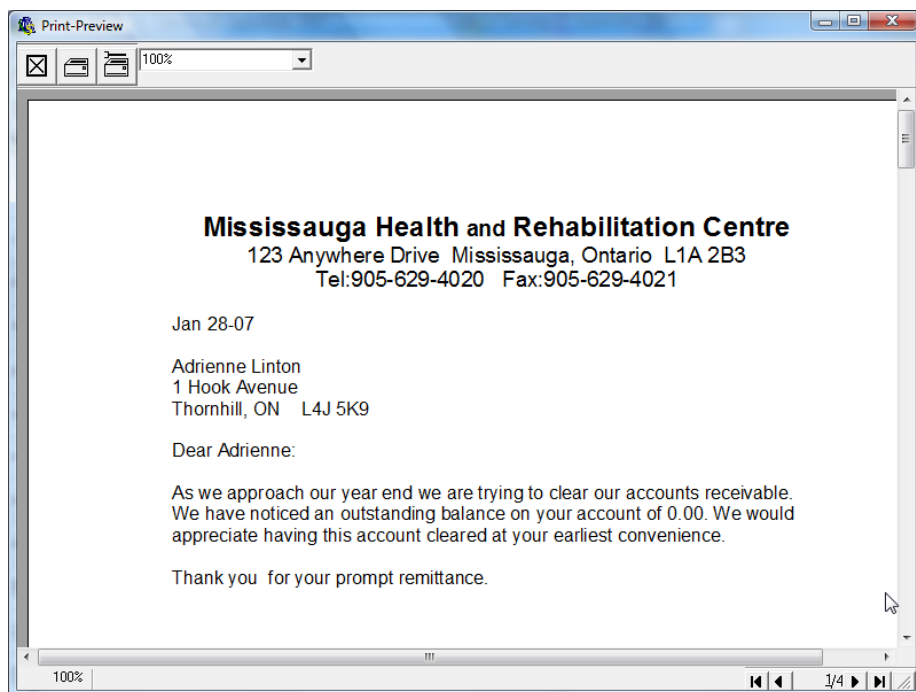 Print-Preview
100%
Mississauga Health and Rehabilitation Centre
123 Anywhere Drive  Mississauga, Ontario  L1A 2B3
Tel:905-629-4020   Fax:905-629-4021
Jan 28-07
Adrienne Linton
1 Hook Avenue
Thornhill, ON    L4J 5K9
Dear Adrienne:
As we approach our year end we are trying to clear our accounts receivable.
We have noticed an outstanding balance on your account of 0.00. We would
appreciate having this account cleared at your earliest convenience.
Thank you  for your prompt remittance.
100%
1/4